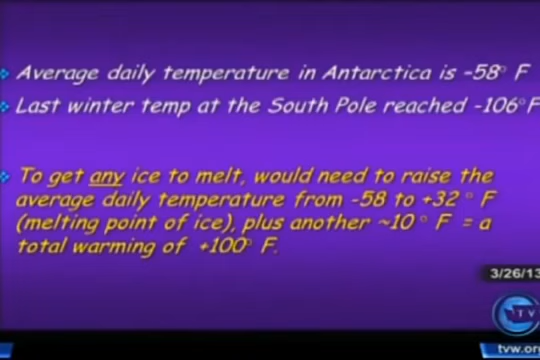 Average daily temperature in Antarctica is -58° F
Last winter temp at the South Pole reached -106°F
To get any ice to melt, would need to raise the
average daily temperature from -58 to +32 ° F
(melting point of ice), plus another ~10 ° F = a
total warming of +100° F.
3/26/13
TV
tvw.org